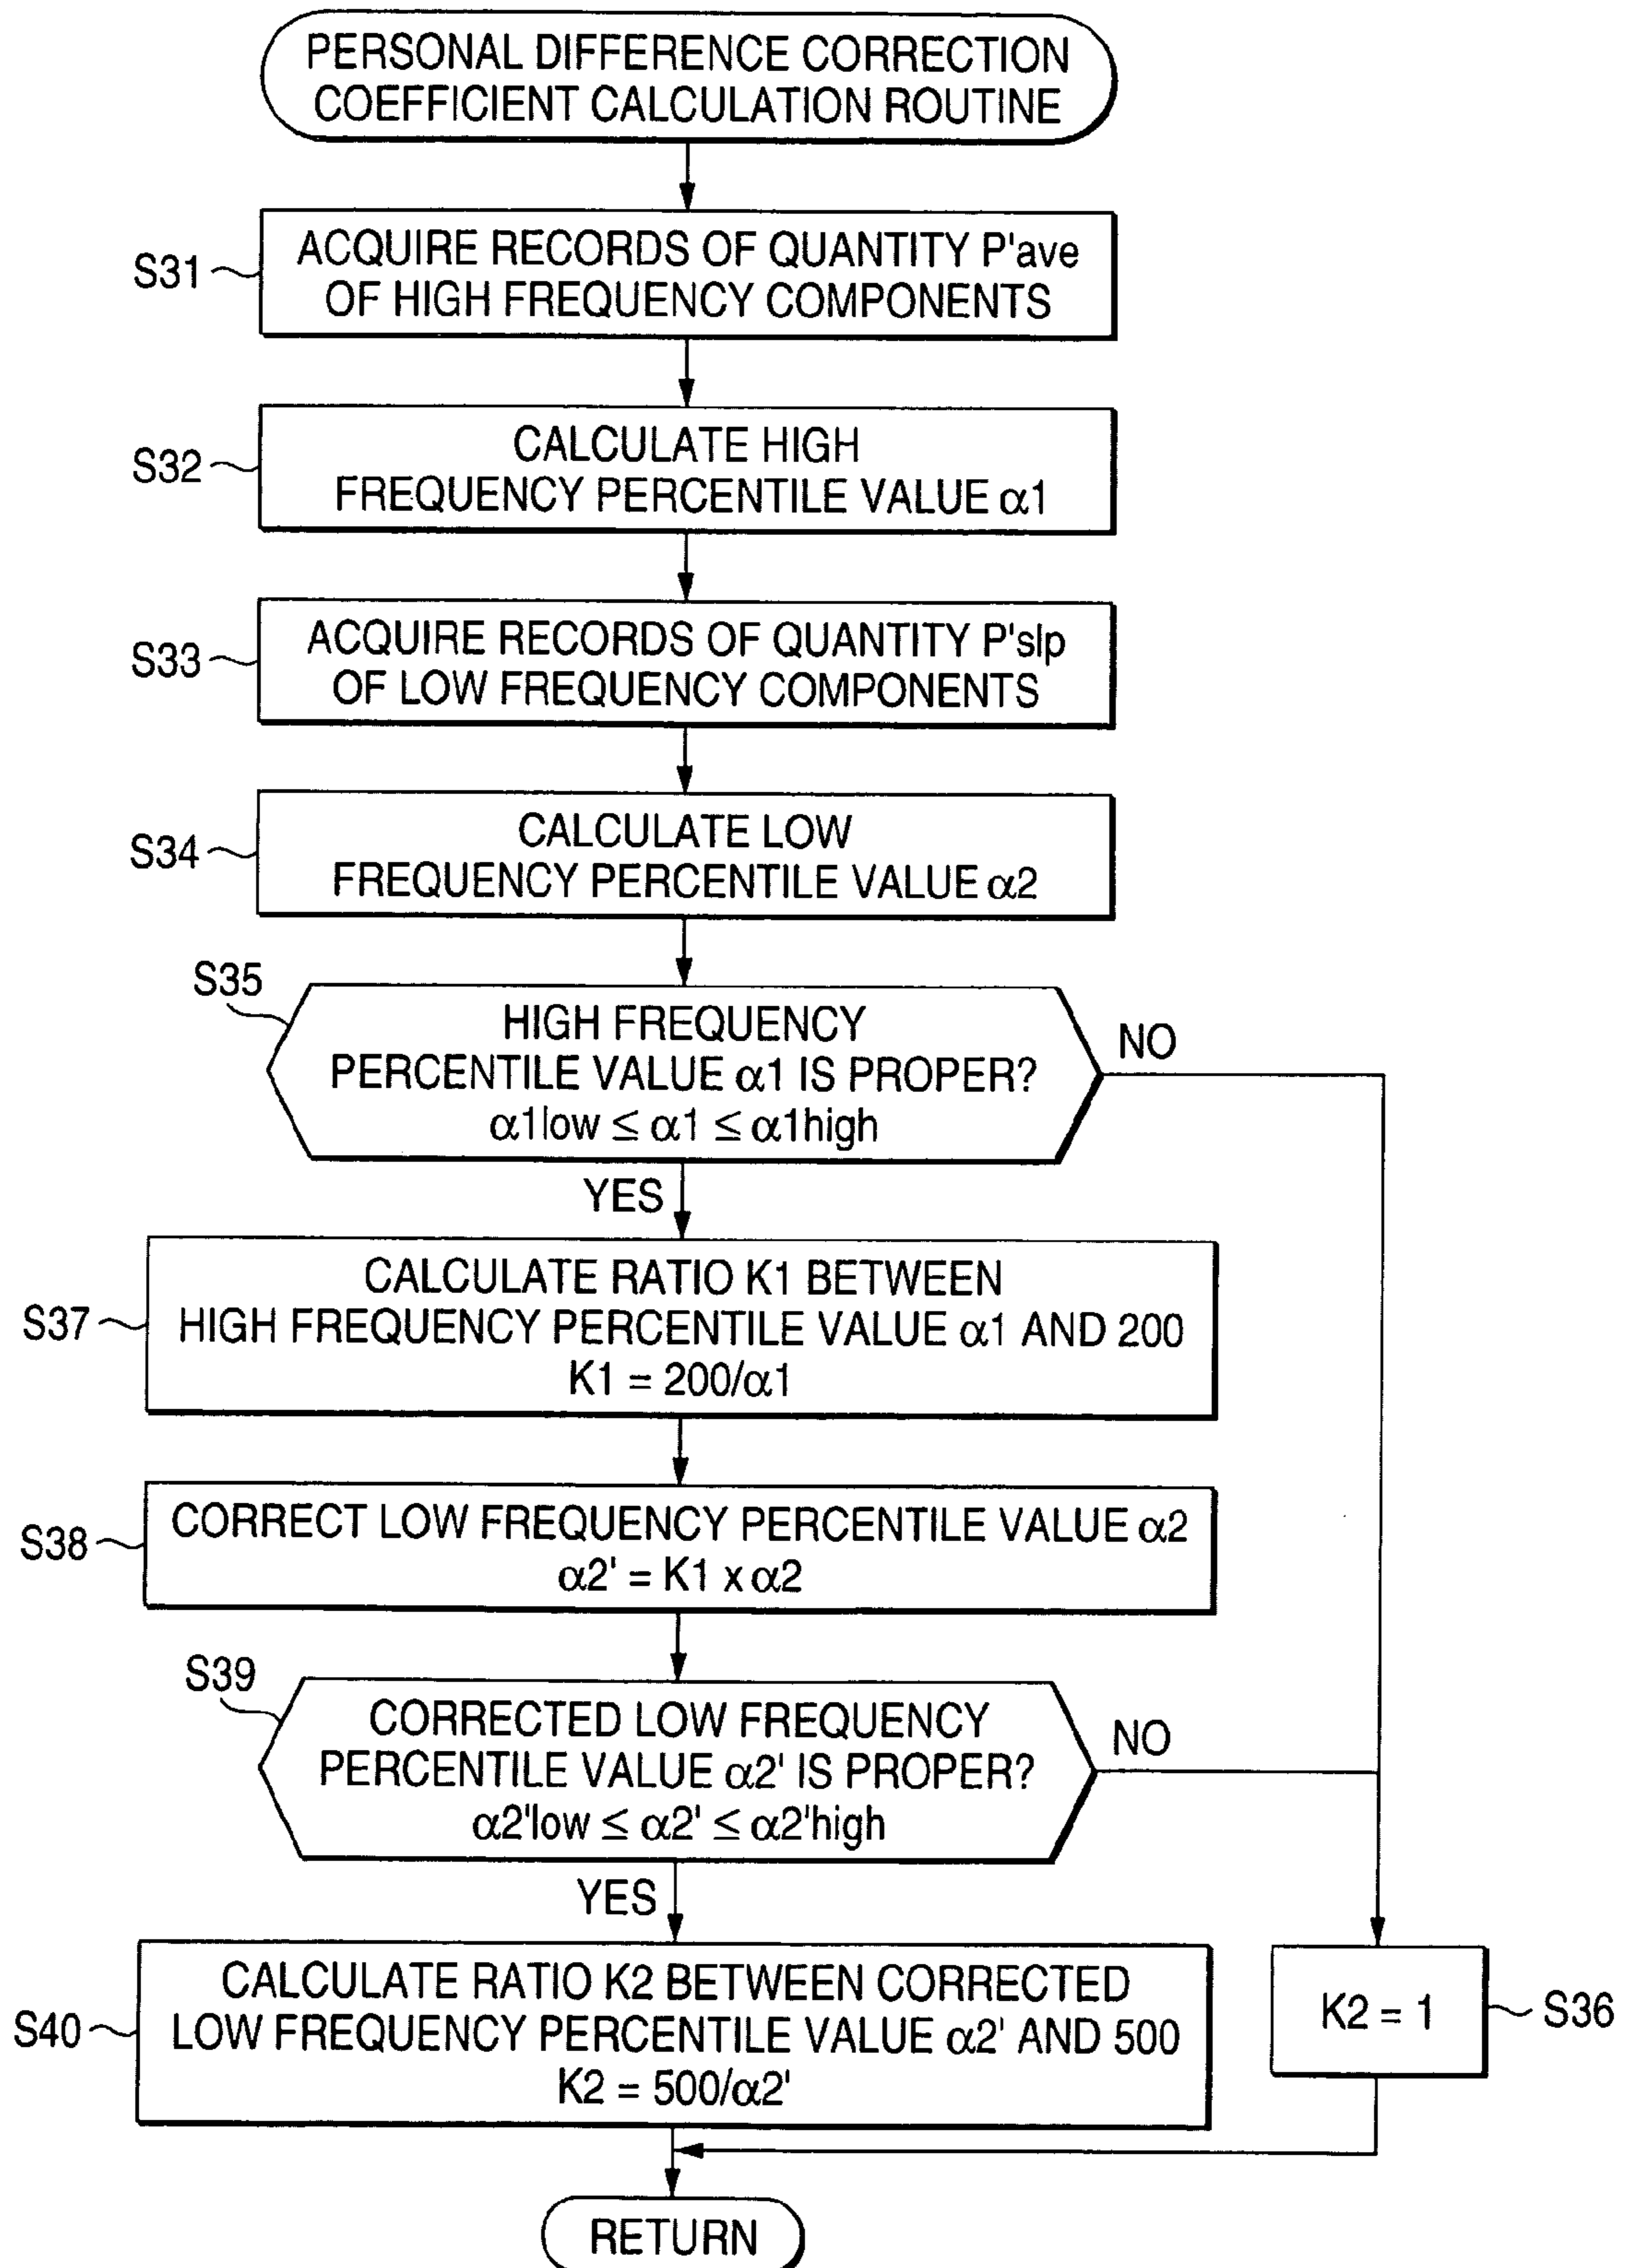 PERSONAL DIFFERENCE CORRECTION
COEFFICIENT CALCULATION ROUTINE
S31
ACQUIRE RECORDS OF QUANTITY P'ave
OF HIGH FREQUENCY COMPONENTS
S32
CALCULATE HIGH
FREQUENCY PERCENTILE VALUE α1
S33
ACQUIRE RECORDS OF QUANTITY P'slp
OF LOW FREQUENCY COMPONENTS
S34
CALCULATE LOW
FREQUENCY PERCENTILE VALUE α2
S35
HIGH FREQUENCY
PERCENTILE VALUE α1 IS PROPER?
α1low ≤ α1 ≤ α1high
NO
YES
S37
CALCULATE RATIO K1 BETWEEN
HIGH FREQUENCY PERCENTILE VALUE α1 AND 200
K1 = 200/α1
S38
CORRECT LOW FREQUENCY PERCENTILE VALUE α2
α2' = K1 x α2
S39
CORRECTED LOW FREQUENCY
PERCENTILE VALUE α2' IS PROPER?
α2'low ≤ α2' ≤ α2'high
NO
YES
S40
CALCULATE RATIO K2 BETWEEN CORRECTED
LOW FREQUENCY PERCENTILE VALUE α2' AND 500
K2 = 500/α2'
K2 = 1
S36
RETURN